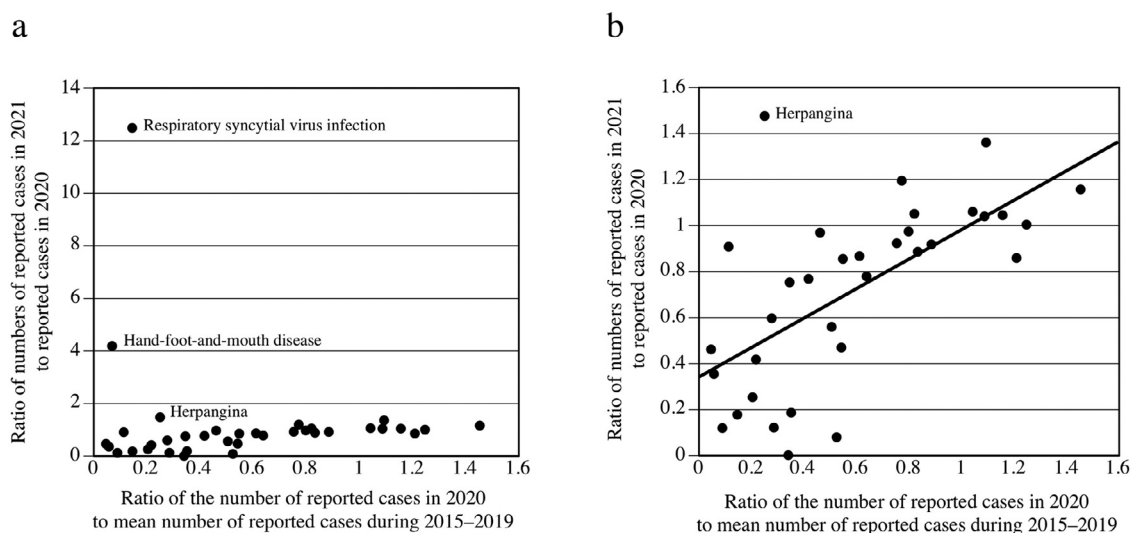 a
Ratio of numbers of reported cases in 2021
to reported cases in 2020
14
12
10
8
6
4
2
0
Respiratory syncytial virus infection
Hand-foot-and-mouth disease
Herpangina
0 0.2 0.4 0.6 0.8 1 1.2 1.4 1.6
Ratio of the number of reported cases in 2020
to mean number of reported cases during 2015–2019
b
Ratio of numbers of reported cases in 2021
to reported cases in 2020
1.6
1.4
1.2
1
0.8
0.6
0.4
0.2
0
Herpangina
0 0.2 0.4 0.6 0.8 1 1.2 1.4 1.6
Ratio of the number of reported cases in 2020
to mean number of reported cases during 2015–2019